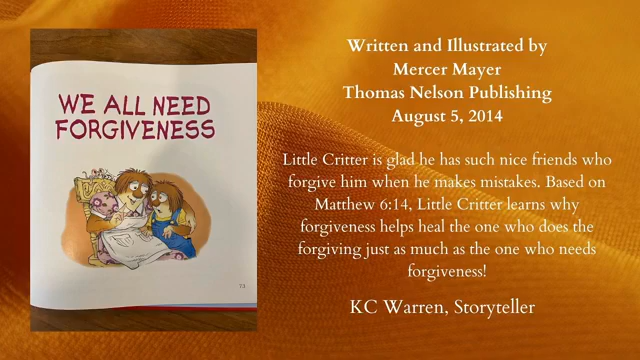 WE ALL NEED
FORGIVENESS
Written and Illustrated by
Mercer Mayer
Thomas Nelson Publishing
August 5, 2014
Little Critter is glad he has such nice friends who
forgive him when he makes mistakes. Based on
Matthew 6:14, Little Critter learns why
forgiveness helps heal the one who does the
forgiving just as much as the one who needs
forgiveness!
KC Warren, Storyteller